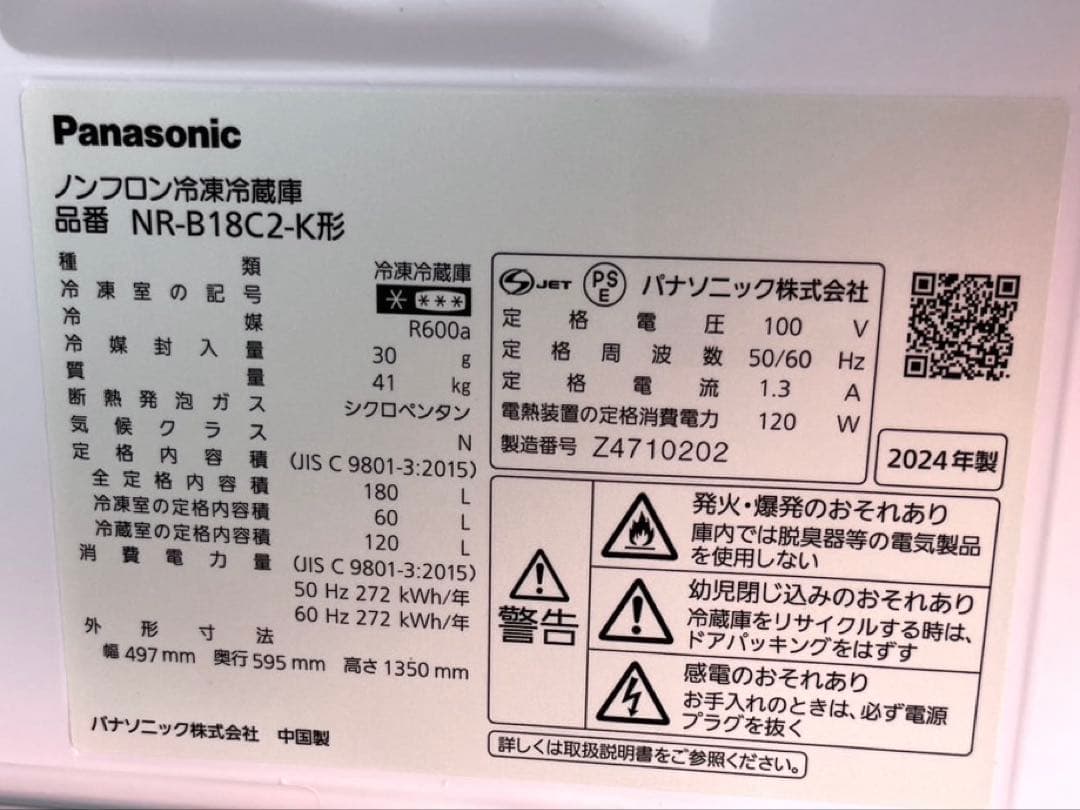 Panasonic
ノンフロン冷凍冷蔵庫
品番 NR-B18C2-K形
種類 冷凍冷蔵庫
冷凍室の記号 * ***
冷媒 R600a
冷媒封入量 30 g
質量 41 kg
断熱発泡ガス シクロペンタン
気候クラス N
定格内容積 (JIS C 9801-3:2015)
全定格内容積 180 L
冷凍室の定格内容積 60 L
冷蔵室の定格内容積 120 L
消費電力量 (JIS C 9801-3:2015)
50 Hz 272 kWh/年
60 Hz 272 kWh/年
外形寸法
幅 497 mm 奥行 595 mm 高さ 1350 mm
パナソニック株式会社 中国製
JET PSE パナソニック株式会社
定格電圧 100 V
定格周波数 50/60 Hz
定格電流 1.3 A
電熱装置の定格消費電力 120 W
製造番号 Z4710202
2024年製
警告
発火・爆発のおそれあり
庫内では脱臭器等の電気製品
を使用しない
幼児閉じ込みのおそれあり
冷蔵庫をリサイクルする時は、
ドアパッキングをはずす
感電のおそれあり
お手入れのときは、必ず電源
プラグを抜く
詳しくは取扱説明書をご参照ください。